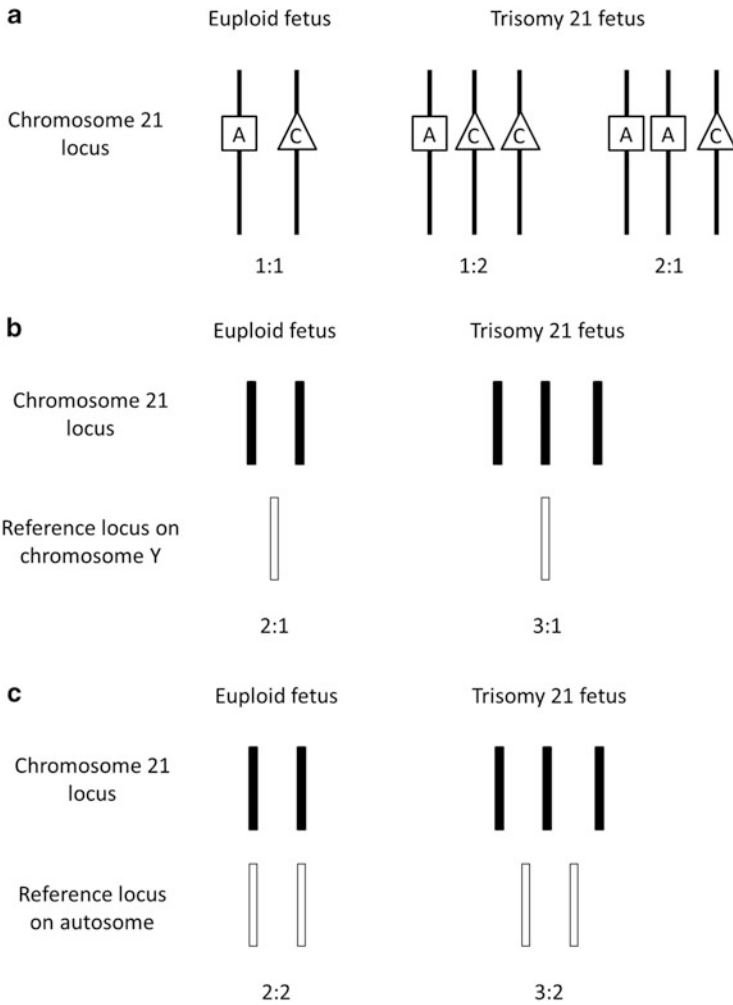 a
Euploid fetus Trisomy 21 fetus
Chromosome 21
locus
A C A C C A A C
1:1 1:2 2:1
b
Euploid fetus Trisomy 21 fetus
Chromosome 21
locus
Reference locus on
chromosome Y
2:1 3:1
c
Euploid fetus Trisomy 21 fetus
Chromosome 21
locus
Reference locus
on autosome
2:2 3:2